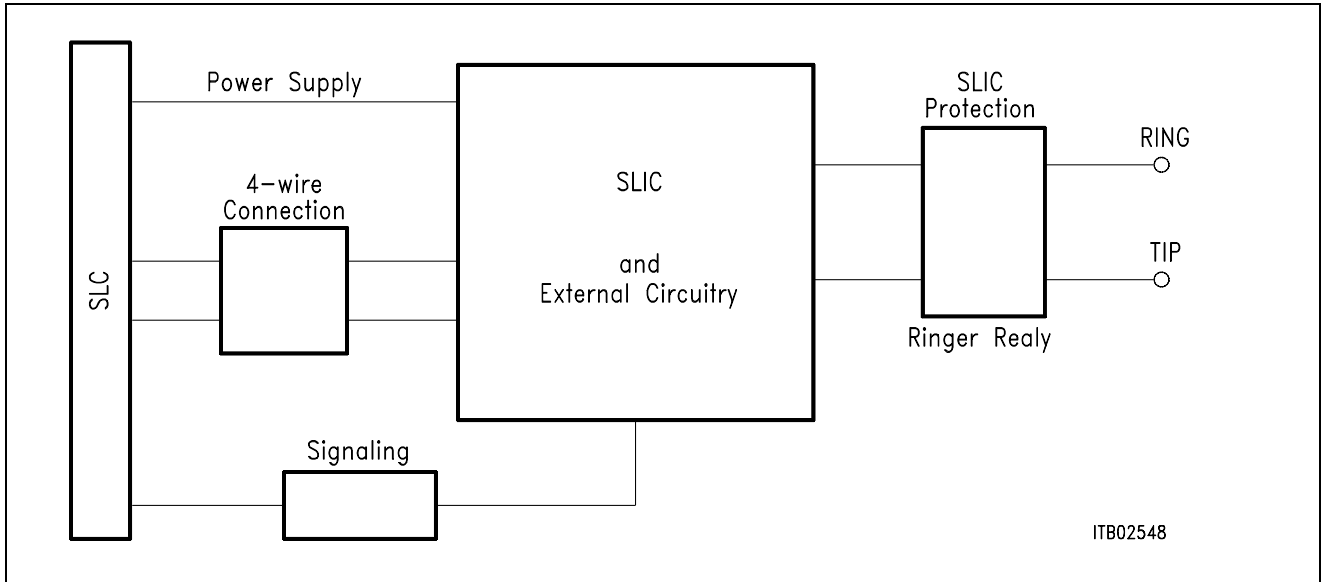 Power Supply
SLIC
Protection
RING
4-wire
Connection
SLIC
TIP
and
External Circuitry
SLC
Ringer Realy
Signaling
ITB02548